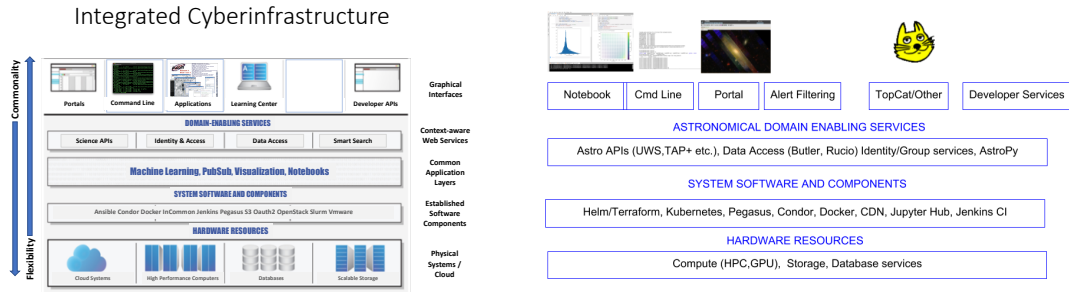 Integrated Cyberinfrastructure
Commonality
Flexibility
Portals
Command Line
Applications
Learning Center
Developer APIs
Graphical
Interfaces
DOMAIN-ENABLING SERVICES
Science APIs
Identity & Access
Data Access
Smart Search
Context-aware
Web Services
Machine Learning, PubSub, Visualization, Notebooks
Common
Application
Layers
SYSTEM SOFTWARE AND COMPONENTS
Ansible Condor Docker InCommon Jenkins Pegasus S3 Oauth2 OpenStack Slurm Vmware
Established
Software
Components
HARDWARE RESOURCES
Cloud Systems
High Performance Computers
Databases
Scalable Storage
Physical
Systems /
Cloud
Notebook
Cmd Line
Portal
Alert Filtering
TopCat/Other
Developer Services
ASTRONOMICAL DOMAIN ENABLING SERVICES
Astro APIs (UWS,TAP+ etc.), Data Access (Butler, Rucio) Identity/Group services, AstroPy
SYSTEM SOFTWARE AND COMPONENTS
Helm/Terraform, Kubernetes, Pegasus, Condor, Docker, CDN, Jupyter Hub, Jenkins CI
HARDWARE RESOURCES
Compute (HPC,GPU), Storage, Database services